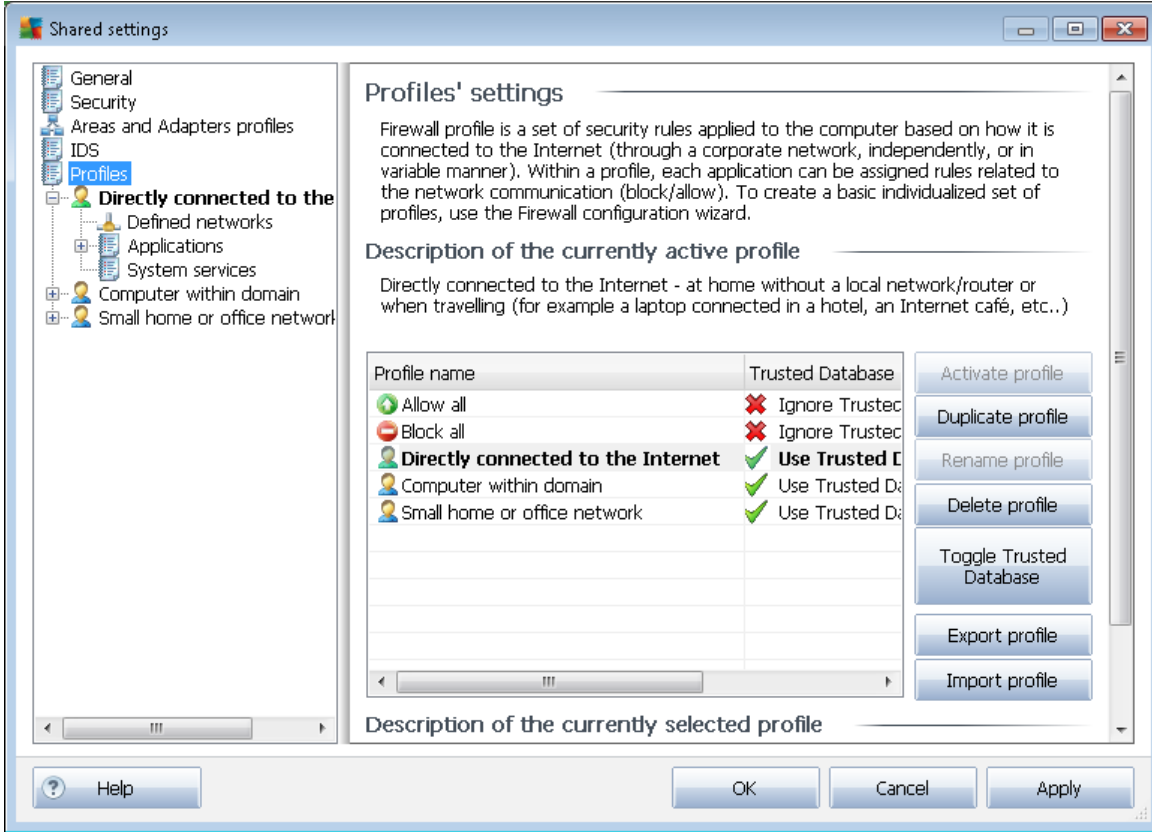 Shared settings
General
Security
Areas and Adapters profiles
IDS
Profiles
Directly connected to the
Defined networks
Applications
System services
Computer within domain
Small home or office network
Profiles' settings
Firewall profile is a set of security rules applied to the computer based on how it is
connected to the Internet (through a corporate network, independently, or in
variable manner). Within a profile, each application can be assigned rules related to
the network communication (block/allow). To create a basic individualized set of
profiles, use the Firewall configuration wizard.
Description of the currently active profile
Directly connected to the Internet - at home without a local network/router or
when travelling (for example a laptop connected in a hotel, an Internet café, etc..)
Profile name Trusted Database
Allow all Ignore Trusted
Block all Ignore Trusted
Directly connected to the Internet Use Trusted D
Computer within domain Use Trusted Da
Small home or office network Use Trusted Da
Activate profile
Duplicate profile
Rename profile
Delete profile
Toggle Trusted
Database
Export profile
Import profile
Description of the currently selected profile
Help
OK
Cancel
Apply